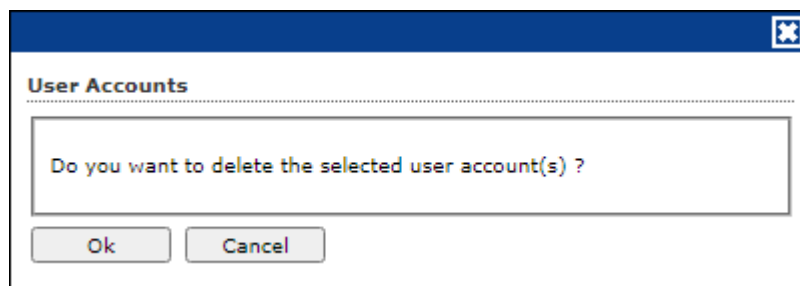 User Accounts
Do you want to delete the selected user account(s) ?
Ok Cancel